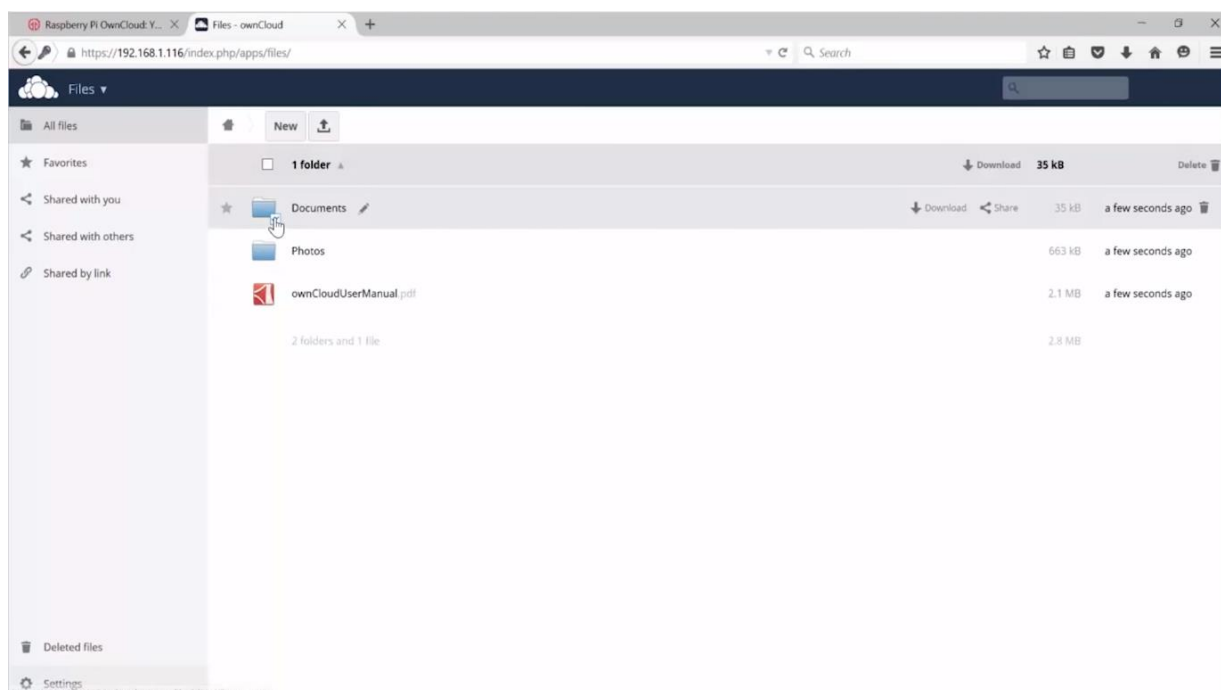 Raspberry Pi OwnCloud: Y...
Files - ownCloud
https://192.168.1.116/index.php/apps/files/
Search
Files
All files
New
Favorites
1 folder
Download
35 kB
Delete
Shared with you
Documents
Download
Share
35 kB
a few seconds ago
Shared with others
Photos
663 kB
a few seconds ago
Shared by link
ownCloudUserManual.pdf
2.1 MB
a few seconds ago
2 folders and 1 file
2.8 MB
Deleted files
Settings